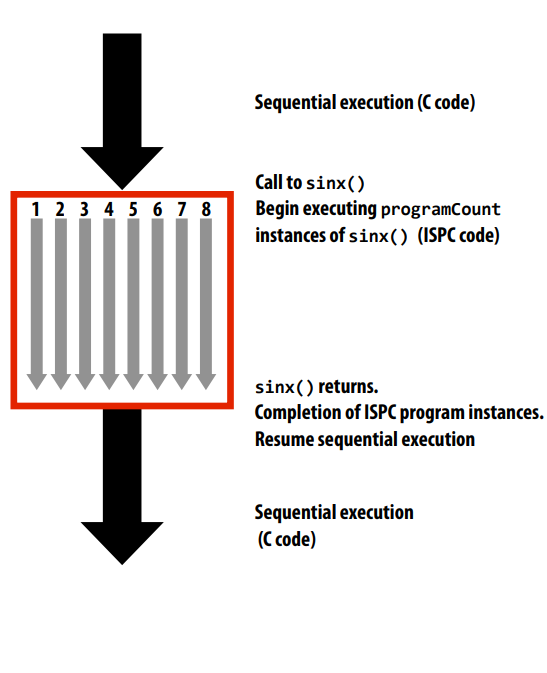 Sequential execution (C code)
Call to sinx()
Begin executing programCount
instances of sinx() (ISPC code)
1 2 3 4 5 6 7 8
sinx() returns.
Completion of ISPC program instances.
Resume sequential execution
Sequential execution
(C code)